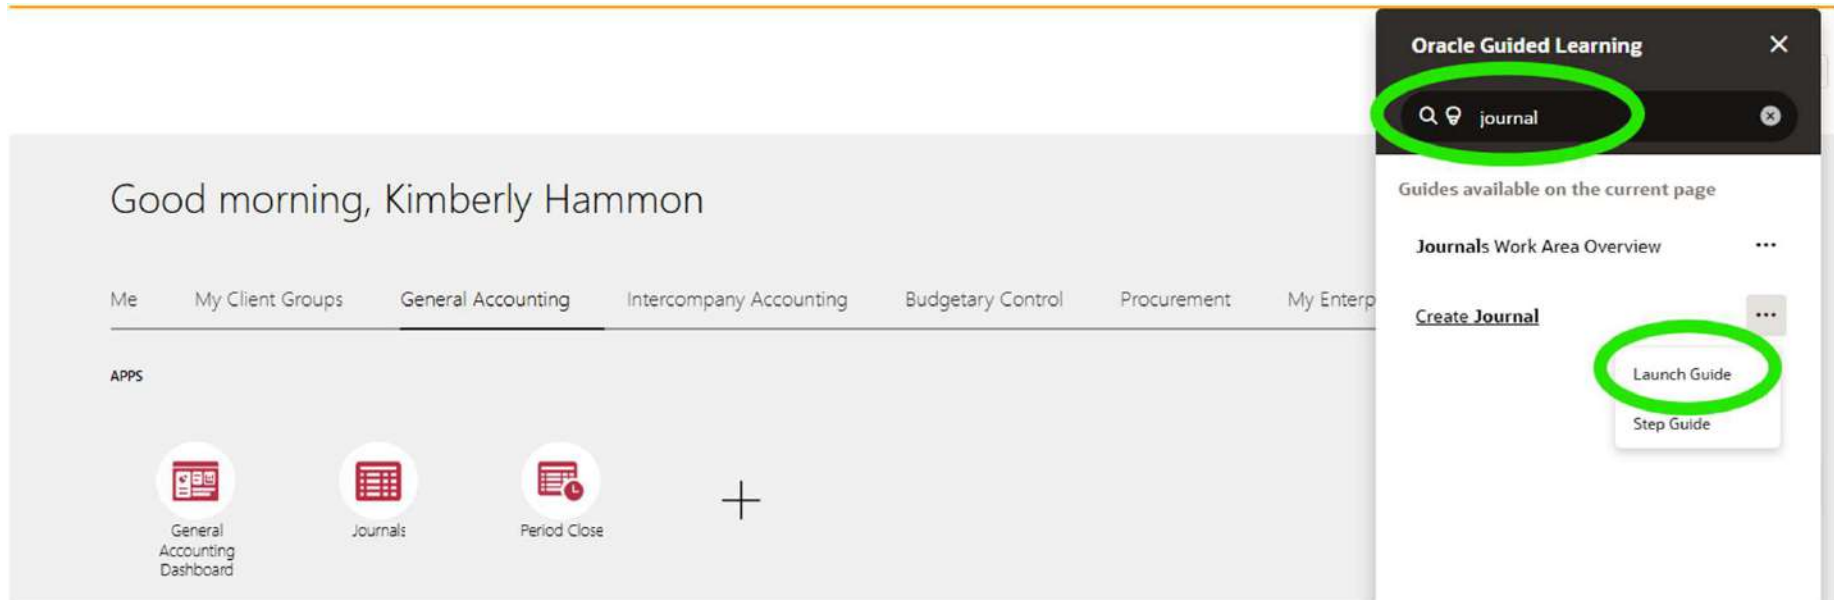 Oracle Guided Learning
journal
Good morning, Kimberly Hammon
Guides available on the current page
Journals Work Area Overview
Me My Client Groups General Accounting Intercompany Accounting Budgetary Control Procurement My Enterp
Create Journal
APPS
Launch Guide
Step Guide
General
Accounting
Dashboard
Journals
Period Close